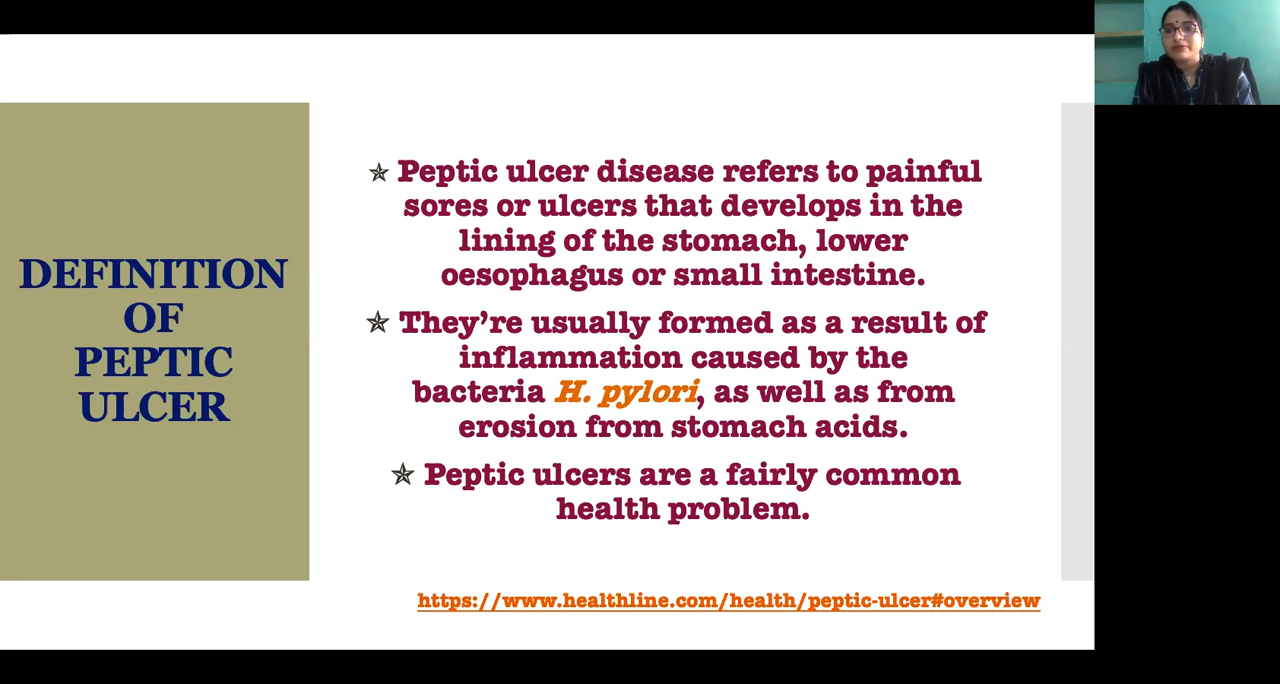 DEFINITION
OF
PEPTIC
ULCER
Peptic ulcer disease refers to painful
sores or ulcers that develops in the
lining of the stomach, lower
oesophagus or small intestine.
They’re usually formed as a result of
inflammation caused by the
bacteria H. pylori, as well as from
erosion from stomach acids.
Peptic ulcers are a fairly common
health problem.
https://www.healthline.com/health/peptic-ulcer#overview